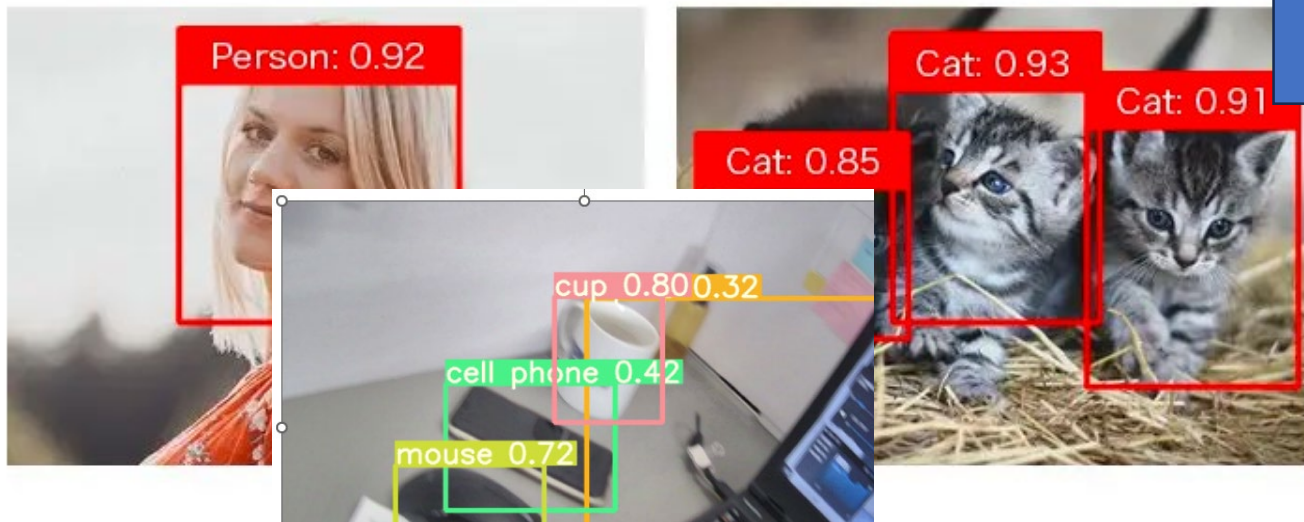 Person: 0.92
Cat: 0.93
Cat: 0.91
Cat: 0.85
cup 0.80
0.32
cell phone 0.42
mouse 0.72